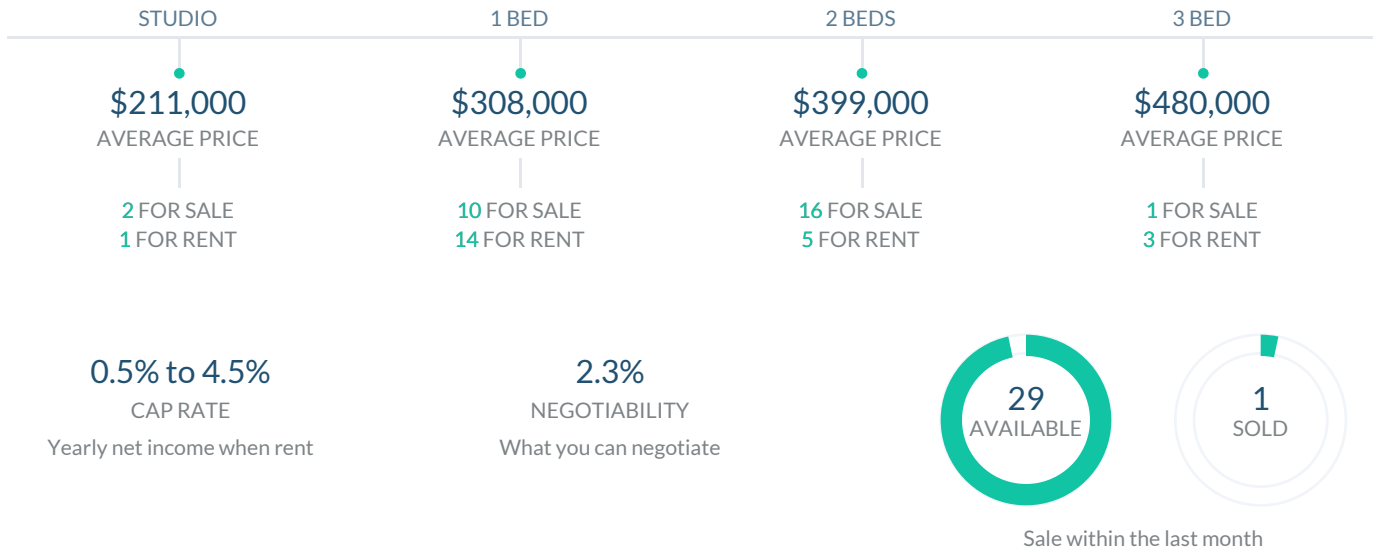 STUDIO
1 BED
2 BEDS
3 BED
$211,000
$308,000
$399,000
$480,000
AVERAGE PRICE
AVERAGE PRICE
AVERAGE PRICE
AVERAGE PRICE
2 FOR SALE
10 FOR SALE
16 FOR SALE
1 FOR SALE
1 FOR RENT
14 FOR RENT
5 FOR RENT
3 FOR RENT
0.5% to 4.5%
CAP RATE
Yearly net income when rent
2.3%
NEGOTIABILITY
What you can negotiate
29
AVAILABLE
1
SOLD
Sale within the last month